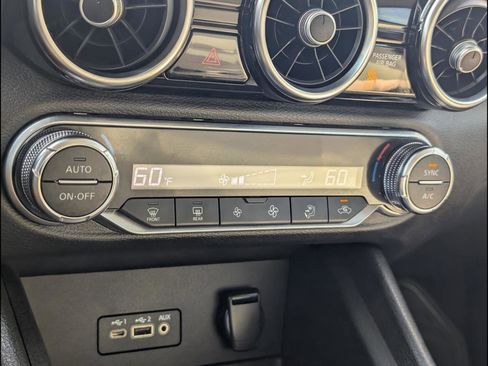 PASSENGER
AIR BAG
AUTO
ON·OFF
60°F
60
SYNC
A/C
FRONT
REAR
1
2
AUX